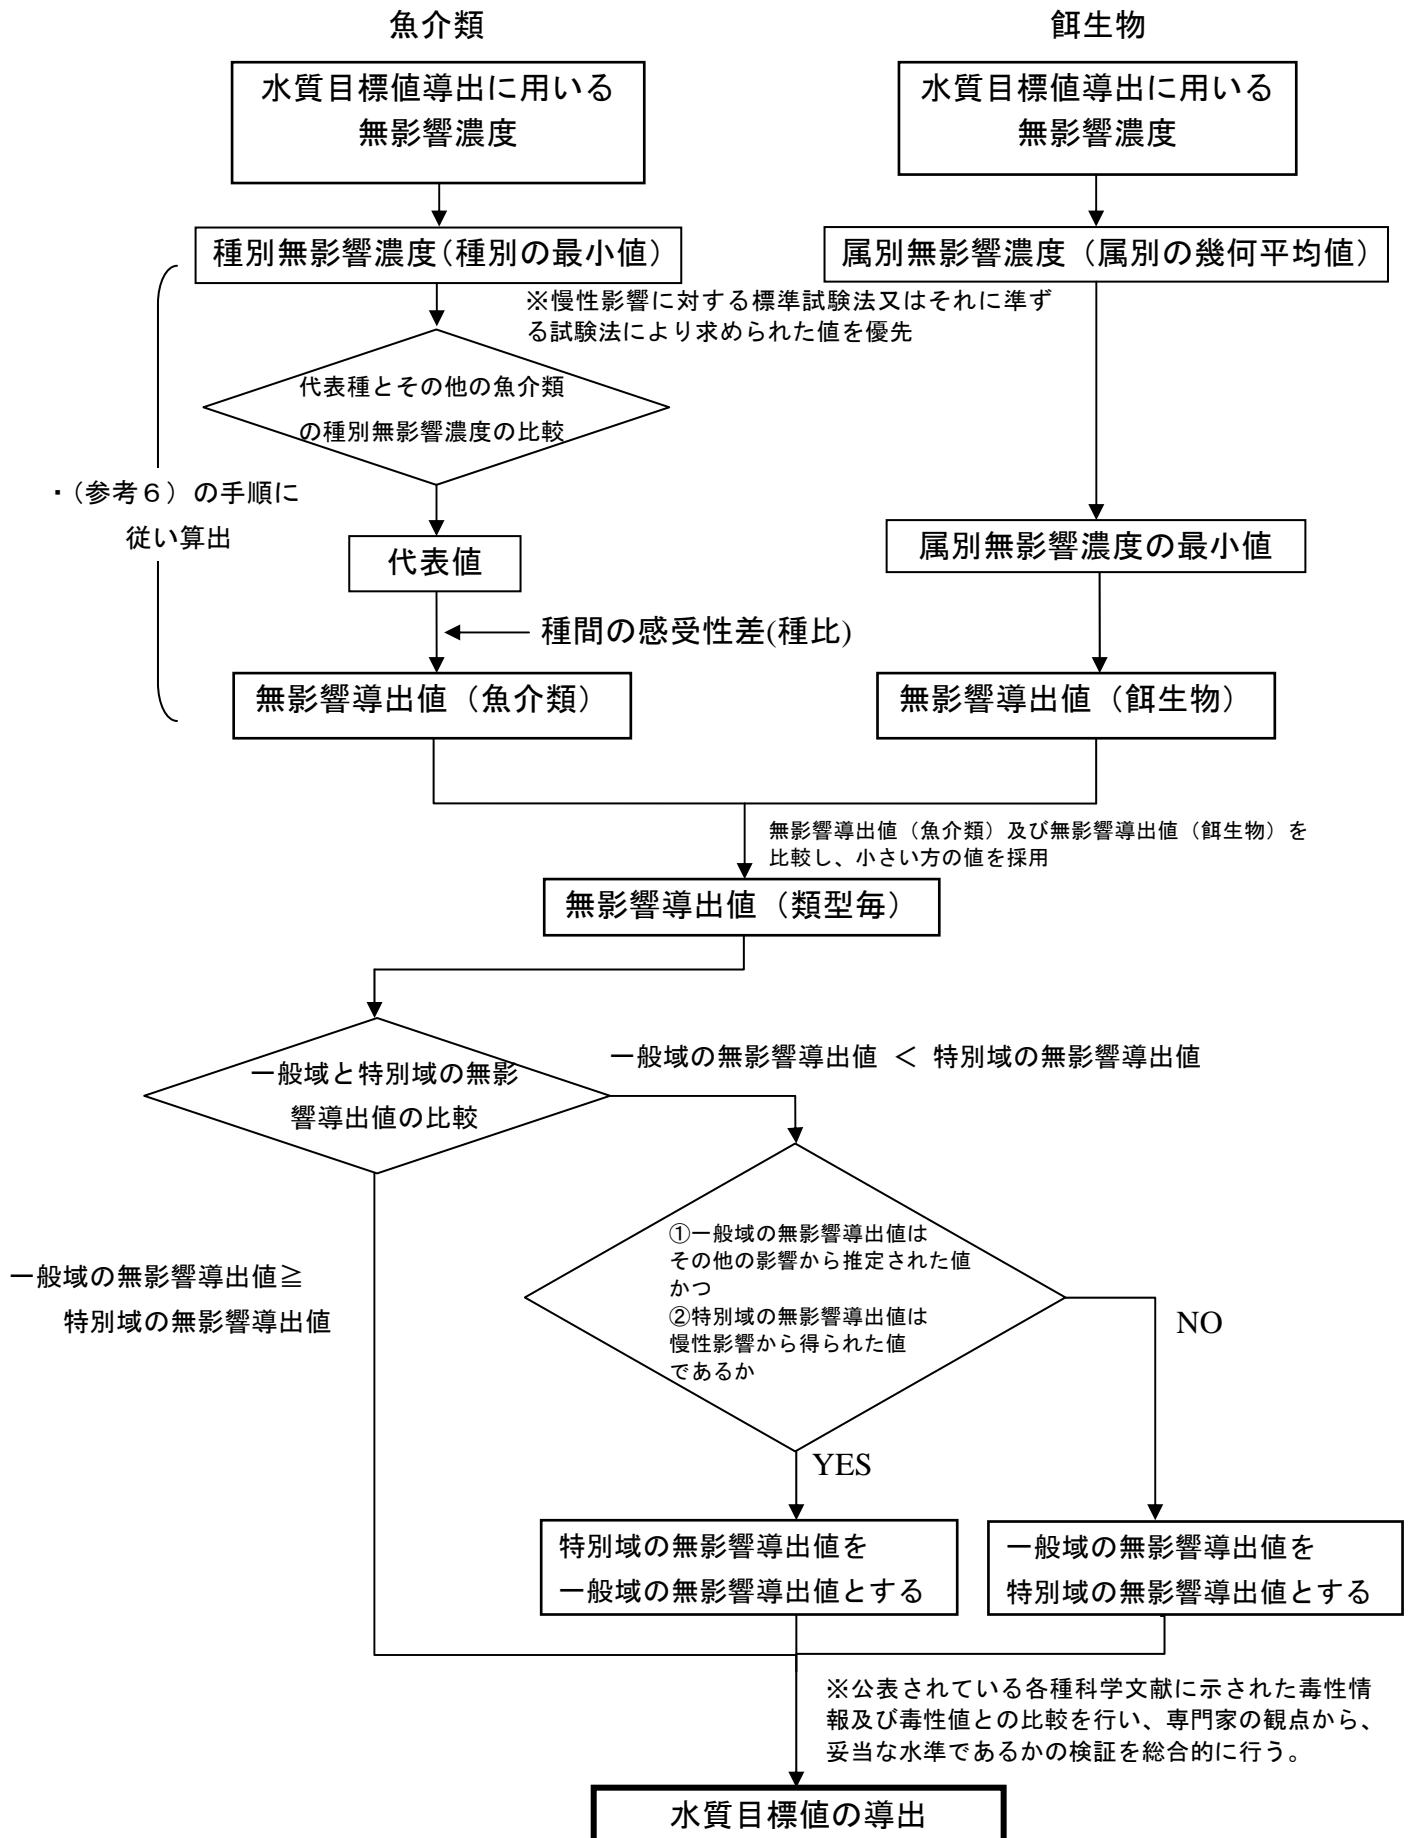 魚介類
餌生物
水質目標値導出に用いる
無影響濃度
水質目標値導出に用いる
無影響濃度
種別無影響濃度(種別の最小値)
属別無影響濃度（属別の幾何平均値）
※慢性影響に対する標準試験法又はそれに準ず
る試験法により求められた値を優先
代表種とその他の魚介類
の種別無影響濃度の比較
・（参考６）の手順に
従い算出
代表値
属別無影響濃度の最小値
種間の感受性差(種比)
無影響導出値（魚介類）
無影響導出値（餌生物）
無影響導出値（魚介類）及び無影響導出値（餌生物）を
比較し、小さい方の値を採用
無影響導出値（類型毎）
一般域と特別域の無影
響導出値の比較
一般域の無影響導出値 ＜ 特別域の無影響導出値
①一般域の無影響導出値は
その他の影響から推定された値
かつ
②特別域の無影響導出値は
慢性影響から得られた値
であるか
一般域の無影響導出値≧
特別域の無影響導出値
NO
YES
特別域の無影響導出値を
一般域の無影響導出値とする
一般域の無影響導出値を
特別域の無影響導出値とする
※公表されている各種科学文献に示された毒性情
報及び毒性値との比較を行い、専門家の観点から、
妥当な水準であるかの検証を総合的に行う。
水質目標値の導出